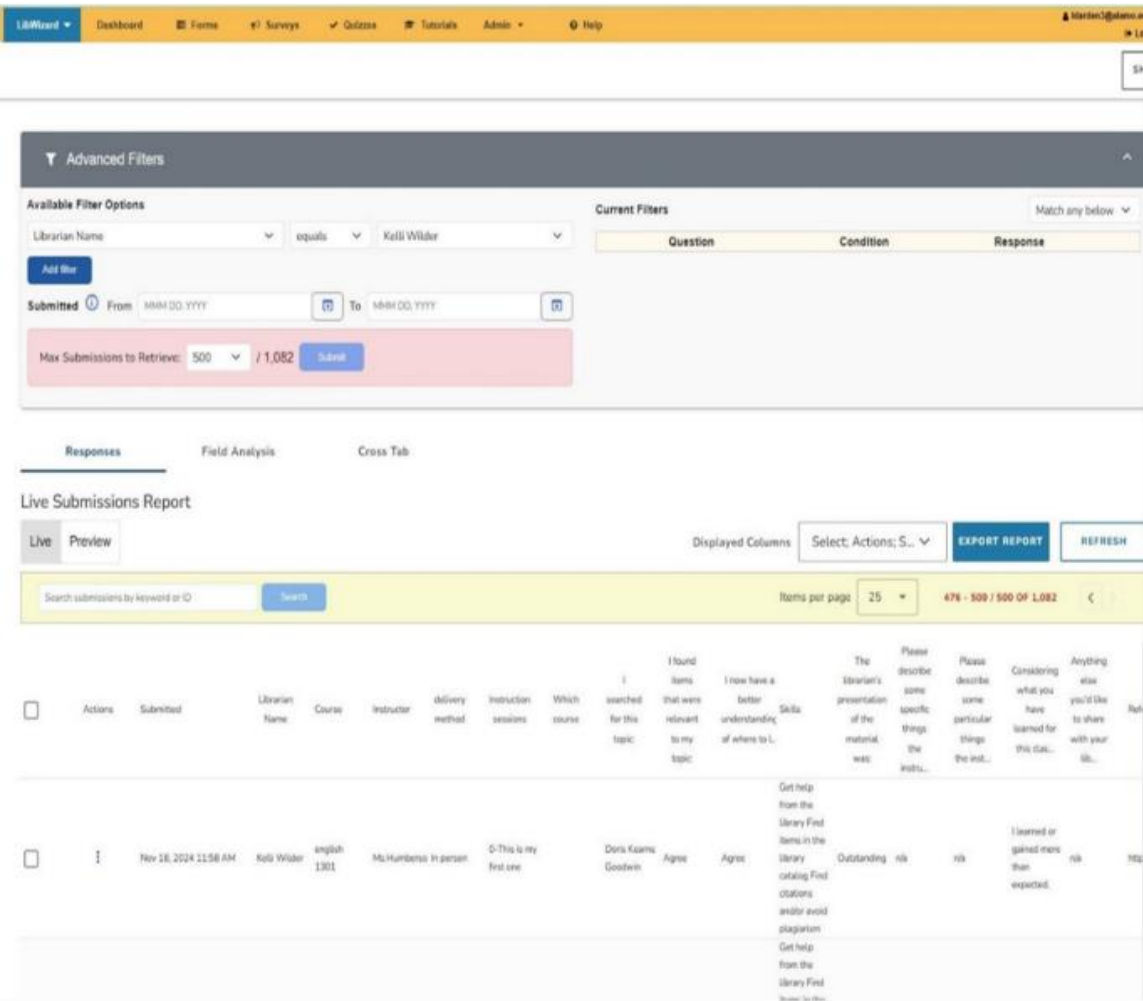 LibWizard Dashboard Forms Surveys Quizzes Tutorials Admin Help
Advanced Filters
Available Filter Options
Current Filters
Match any below
Librarian Name equals Kelli Wilder
Question Condition Response
Add filter
Submitted From MMM DD, YYYY To MMM DD, YYYY
Max Submissions to Retrieve: 500 / 1,082 Submit
Responses Field Analysis Cross Tab
Live Submissions Report
Live Preview
Displayed Columns Select; Actions; S... EXPORT REPORT REFRESH
Search submissions by keyword or ID Search
Items per page 25 476 - 500 / 500 OF 1,082
Actions
Submitted
Librarian
Name
Course
Instructor
delivery
method
Instruction
sessions
Which
course
I
searched
for this
topic:
I found
items
that were
relevant
to my
topic:
I now have a
better
understanding
of where to l...
Skills
The
librarian's
presentation
of the
material
was:
Please
describe
some
specific
things
the
instru...
Please
describe
some
particular
things
the inst...
Considering
what you
have
learned for
this clas...
Anything
else
you'd like
to share
with your
lib...
Nov 18, 2024 11:58 AM
Kelli Wilder
english
1301
In person
0-This is my
first one
Doris Kearns
Goodwin
Agree
Agree
Get help
from the
library Find
items in the
library
catalog Find
citations
and/or avoid
plagiarism
Outstanding
n/a
n/a
I learned or
gained more
than
expected.
n/a
Get help
from the
library Find
items in the